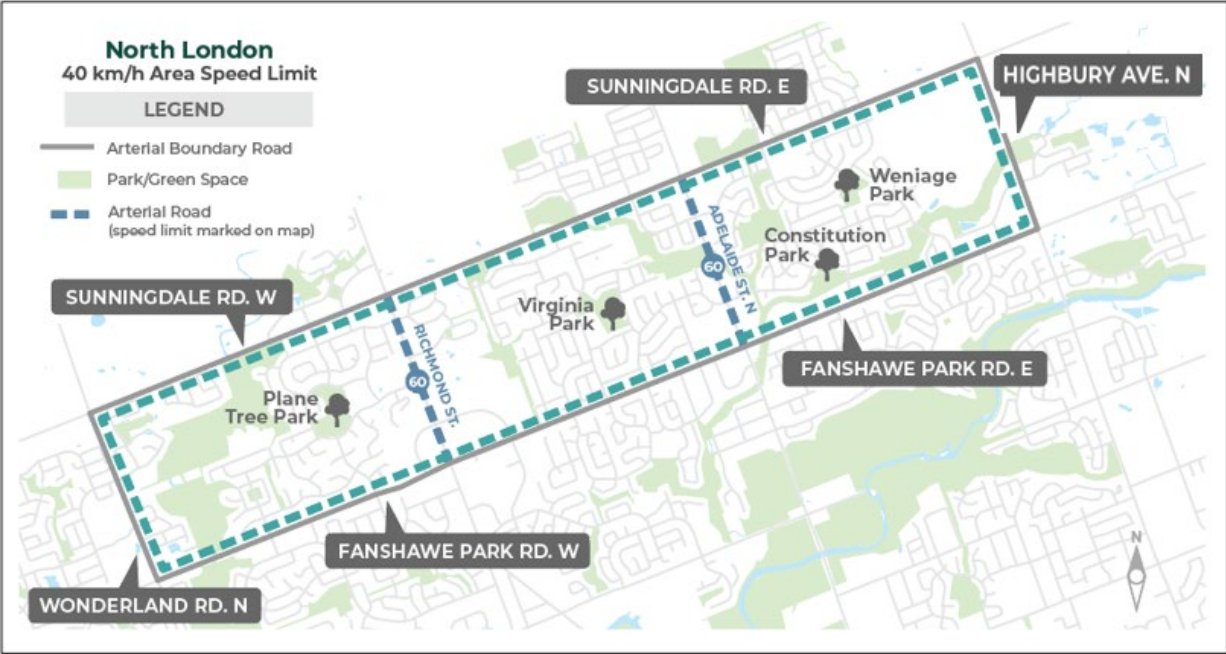 North London
40 km/h Area Speed Limit
LEGEND
Arterial Boundary Road
Park/Green Space
Arterial Road
(speed limit marked on map)
SUNNINGDALE RD. E
HIGHBURY AVE. N
Weniage
Park
ADELAIDE ST. N
60
Constitution
Park
SUNNINGDALE RD. W
Virginia
Park
RICHMOND ST.
60
FANSHAWE PARK RD. E
Plane
Tree Park
FANSHAWE PARK RD. W
WONDERLAND RD. N
N